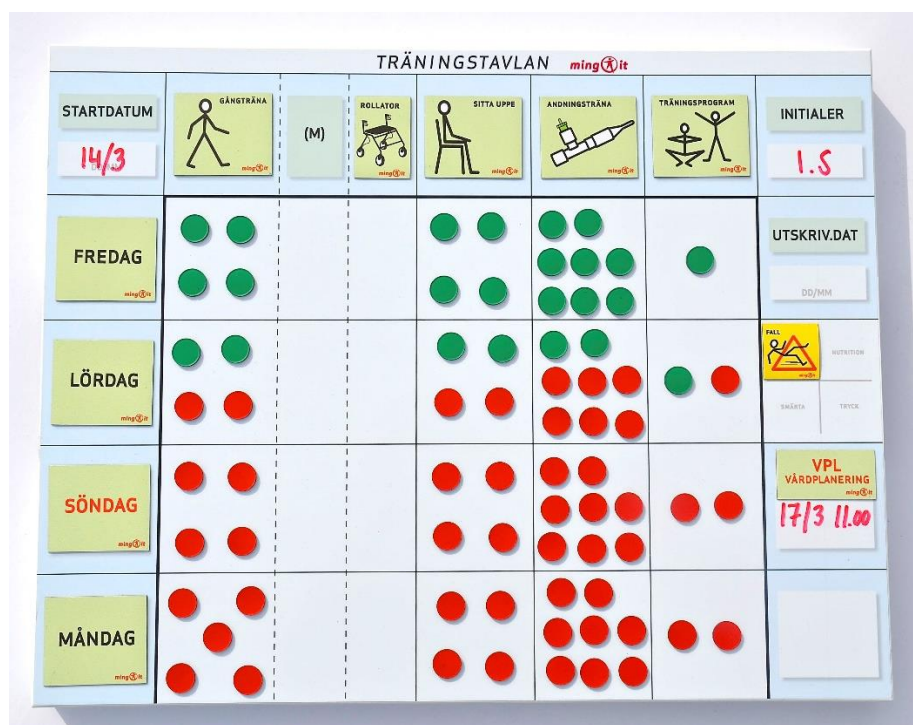 TRÄNINGSTAVLAN mingit
STARTDATUM
14/3
GÅNGTRÄNA
mingit
(M)
ROLLATOR
mingit
SITTA UPPE
mingit
ANDNINGSTRÄNA
mingit
TRÄNINGSPROGRAM
mingit
INITIALER
I.S
FREDAG
mingit
UTSKRIV.DAT
DD/MM
LÖRDAG
mingit
FALL
mingit
NUTRITION
SMÄRTA
TRYCK
SÖNDAG
mingit
VPL
VÅRDPLANERING
mingit
17/3 11.00
MÅNDAG
mingit